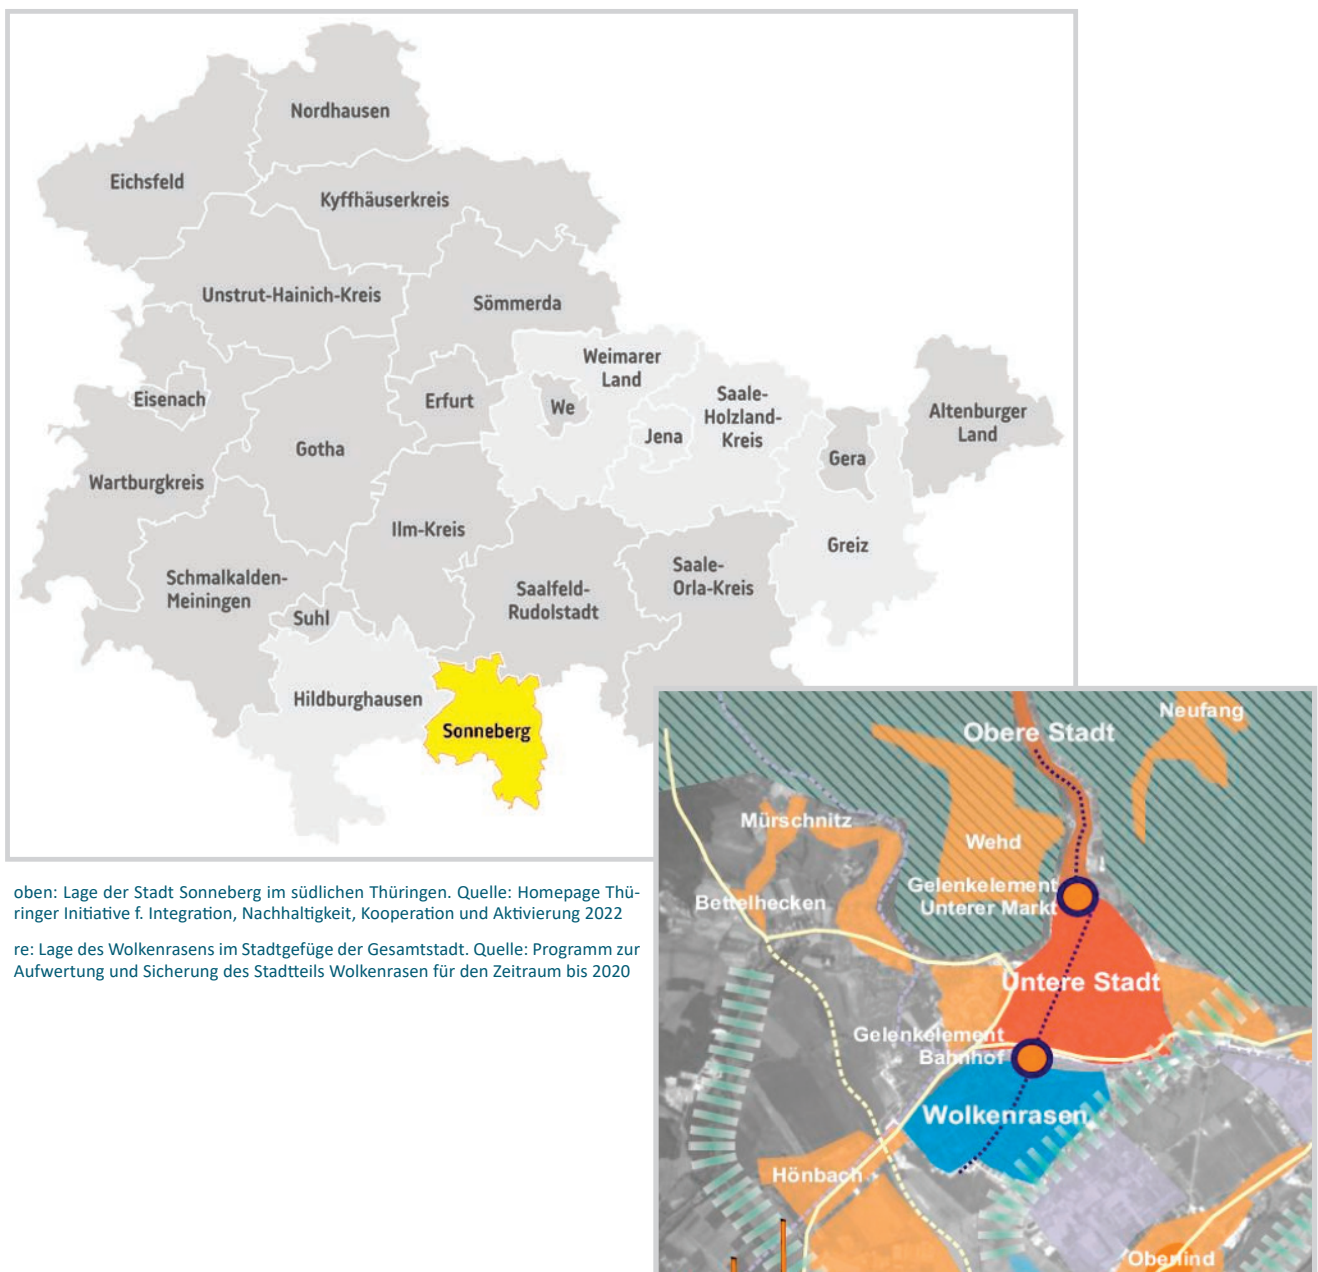 Nordhausen
Eichsfeld
Kyffhäuserkreis
Unstrut-Hainich-Kreis
Sömmerda
Weimarer
Land
Eisenach
Erfurt
We
Saale-
Holzland-
Kreis
Jena
Altenburger
Land
Gotha
Gera
Wartburgkreis
Ilm-Kreis
Greiz
Schmalkalden-
Meiningen
Suhl
Saalfeld-
Rudolstadt
Saale-
Orla-Kreis
Hildburghausen
Sonneberg
oben: Lage der Stadt Sonneberg im südlichen Thüringen. Quelle: Homepage Thü-
ringer Initiative f. Integration, Nachhaltigkeit, Kooperation und Aktivierung 2022
re: Lage des Wolkenrasens im Stadtgefüge der Gesamtstadt. Quelle: Programm zur
Aufwertung und Sicherung des Stadtteils Wolkenrasen für den Zeitraum bis 2020
Neufang
Obere Stadt
Mürschnitz
Wehd
Gelenkelement
Unterer Markt
Bettelhecken
Untere Stadt
Gelenkelement
Bahnhof
Wolkenrasen
Hönbach
Oberlind